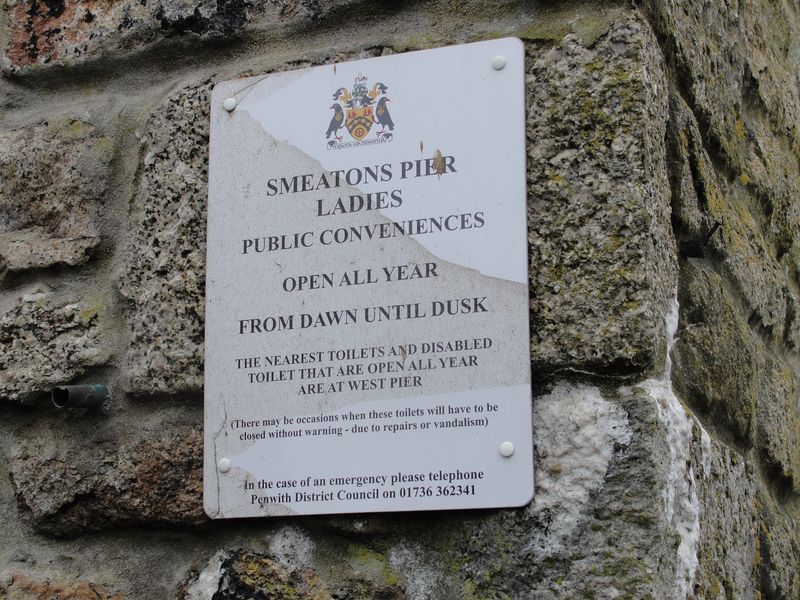 SMEATONS PIER
LADIES
PUBLIC CONVENIENCES
OPEN ALL YEAR
FROM DAWN UNTIL DUSK
THE NEAREST TOILETS AND DISABLED
TOILET THAT ARE OPEN ALL YEAR
ARE AT WEST PIER
(There may be occasions when these toilets will have to be
closed without warning - due to repairs or vandalism)
In the case of an emergency please telephone
Penwith District Council on 01736 362341